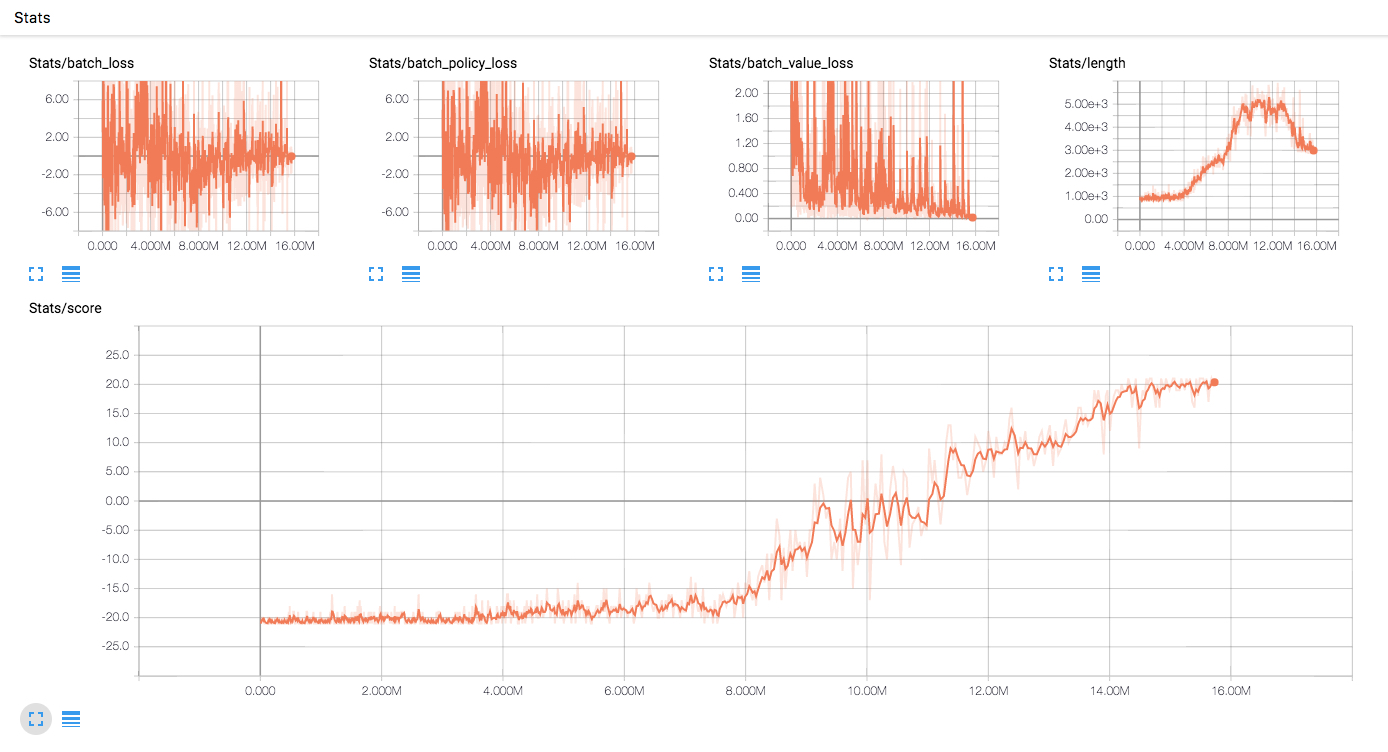 Stats
Stats/batch_loss
6.00
2.00
-2.00
-6.00
0.000 4.000M 8.000M 12.00M 16.00M
Stats/batch_policy_loss
6.00
2.00
-2.00
-6.00
0.000 4.000M 8.000M 12.00M 16.00M
Stats/batch_value_loss
2.00
1.60
1.20
0.800
0.400
0.00
0.000 4.000M 8.000M 12.00M 16.00M
Stats/length
5.00e+3
4.00e+3
3.00e+3
2.00e+3
1.00e+3
0.00
0.000 4.000M 8.000M 12.00M 16.00M
Stats/score
25.0
20.0
15.0
10.0
5.00
0.00
-5.00
-10.0
-15.0
-20.0
-25.0
0.000 2.000M 4.000M 6.000M 8.000M 10.00M 12.00M 14.00M 16.00M